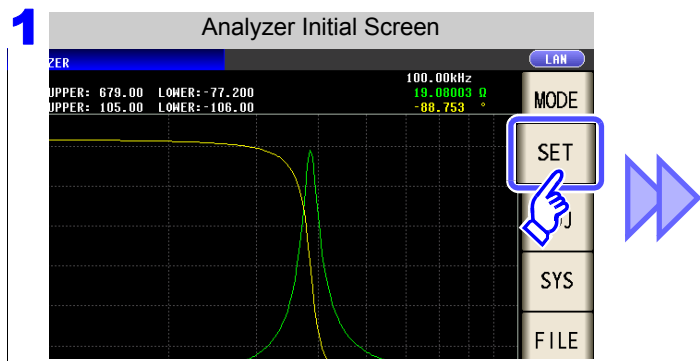 1
Analyzer Initial Screen
ZER
LAN
100.00kHz
UPPER: 679.00 LOWER:-77.200 19.08003 Ω
UPPER: 105.00 LOWER:-106.00 -88.753 °
MODE
SET
SYS
FILE